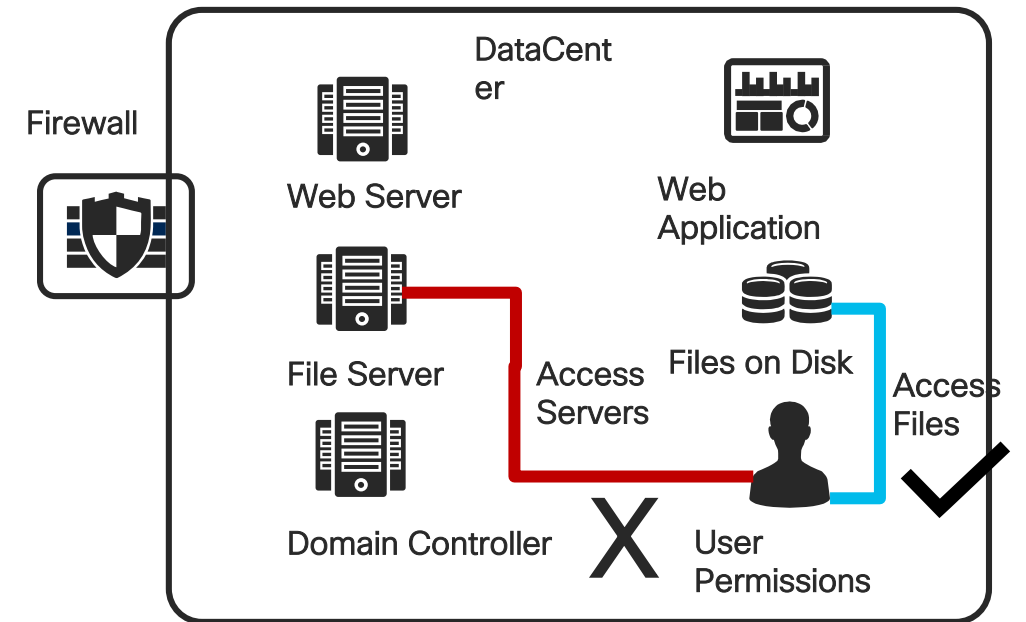 DataCent
er
Firewall
Web Server
Web
Application
File Server
Access
Servers
Files on Disk
Access
Files
Domain Controller
X
User
Permissions